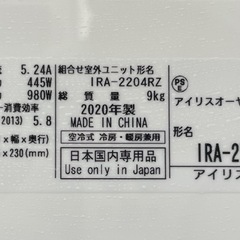 5.24A
445W
980W
消費効率
2013) 5.8
×幅×奥行)
×230(mm)
組合せ室外ユニット形名
IRA-2204RZ
総質量 9kg
2020年製
MADE IN CHINA
空冷式 冷房・暖房兼用
日本国内専用品
Use only in Japan
PS
E
アイリスオーヤ
形名
IRA-2
アイリス